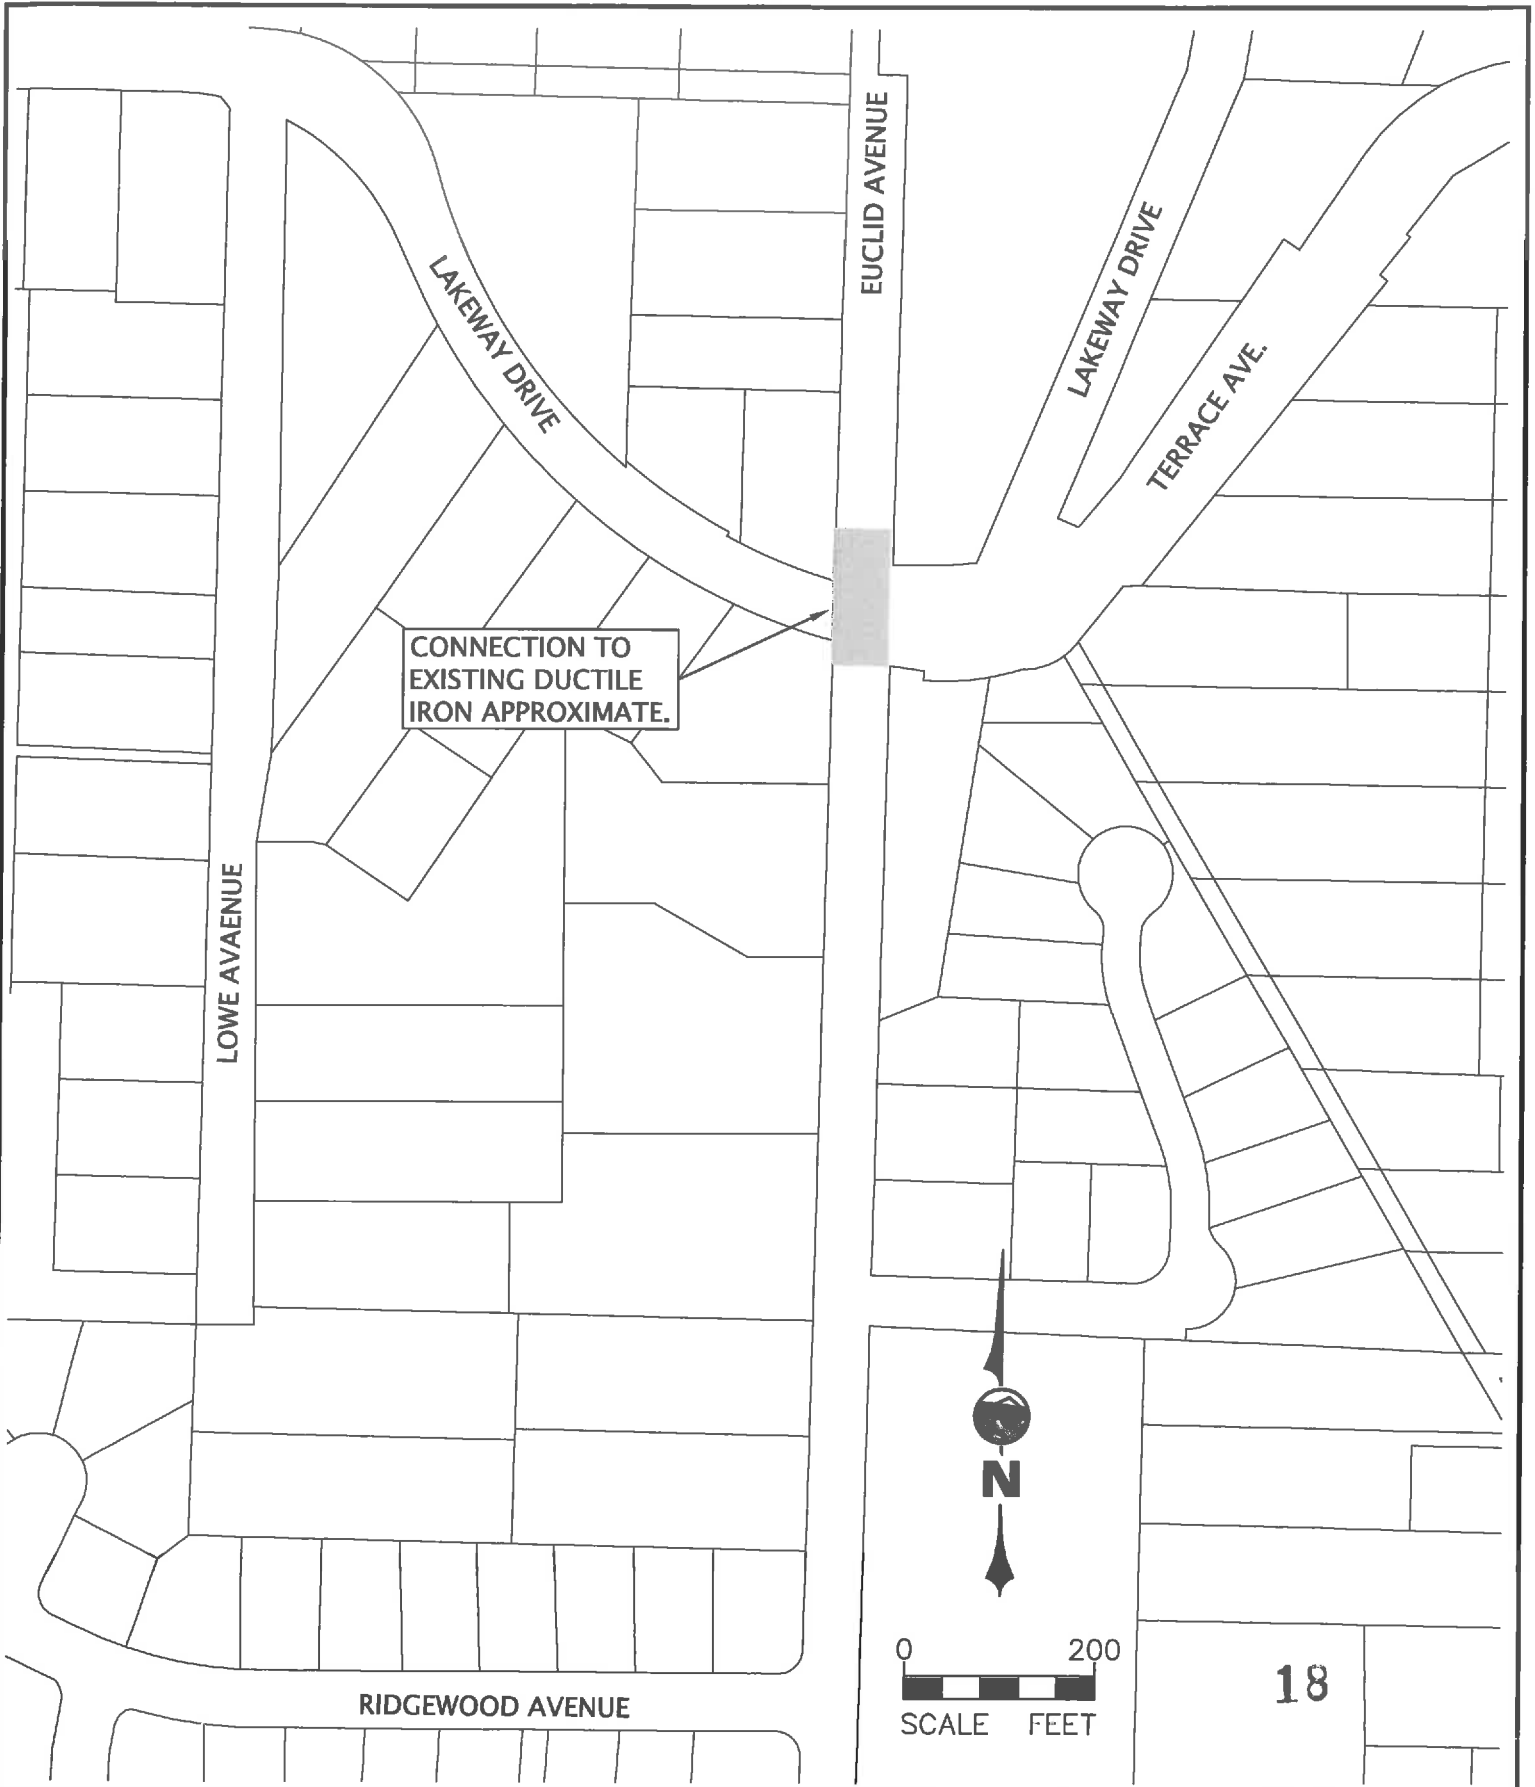 EUCLID AVENUE
LAKEWAY DRIVE
LAKEWAY DRIVE
TERRACE AVE.
CONNECTION TO
EXISTING DUCTILE
IRON APPROXIMATE.
LOWE AVAENUE
N
0 200
SCALE FEET
18
RIDGEWOOD AVENUE